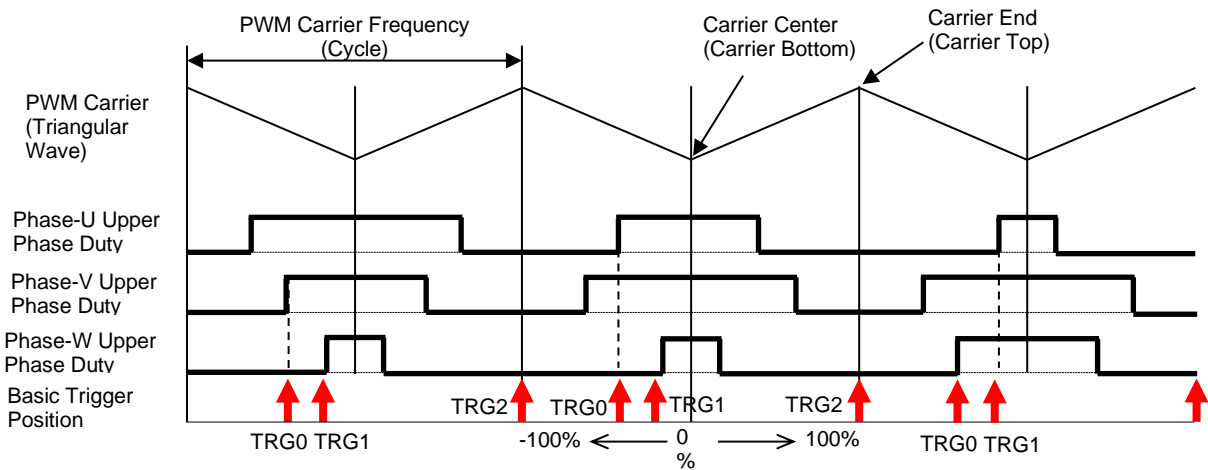 PWM Carrier Frequency
(Cycle)
Carrier Center
(Carrier Bottom)
Carrier End
(Carrier Top)
PWM Carrier
(Triangular
Wave)
Phase-U Upper
Phase Duty
Phase-V Upper
Phase Duty
Phase-W Upper
Phase Duty
Basic Trigger
Position
TRG2
TRG0
TRG1
TRG2
TRG0
TRG1
-100%
0
%
100%
TRG0
TRG1